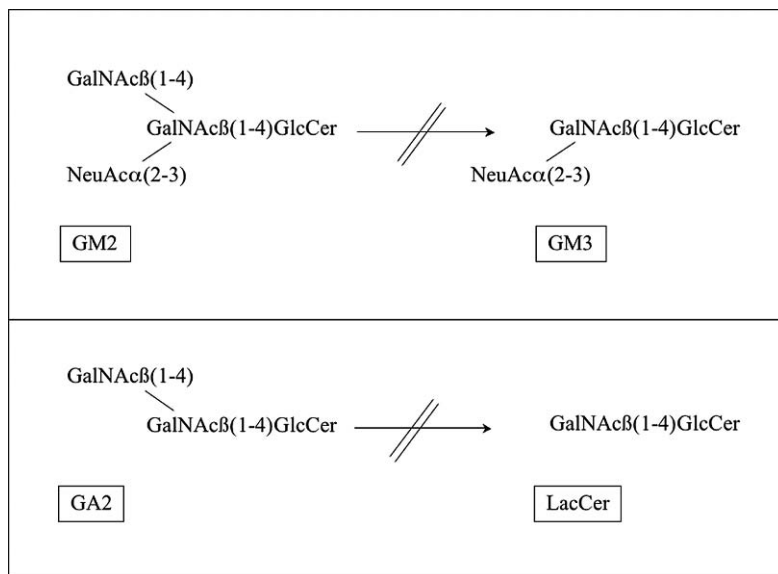 GalNAcß(1-4)
GalNAcß(1-4)GlcCer
GalNAcß(1-4)GlcCer
NeuAcα(2-3)
NeuAcα(2-3)
GM2
GM3
GalNAcß(1-4)
GalNAcß(1-4)GlcCer
GalNAcß(1-4)GlcCer
GA2
LacCer